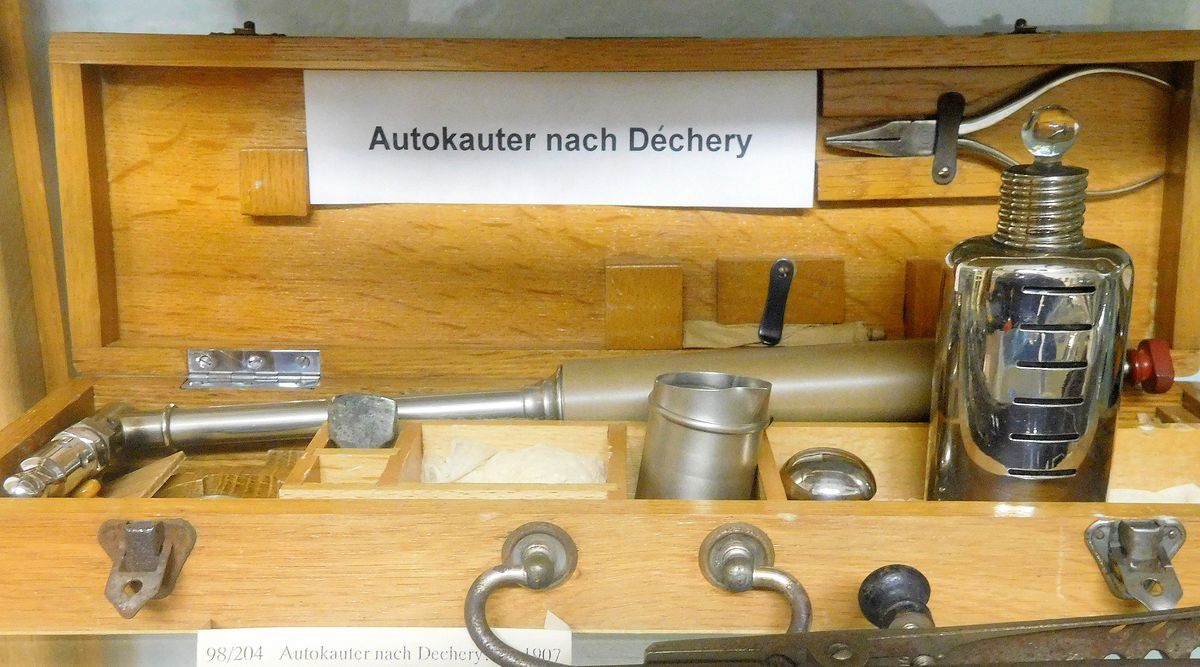 Autokauter nach Déchery
98/204 Autokauter nach Dechery. 1907